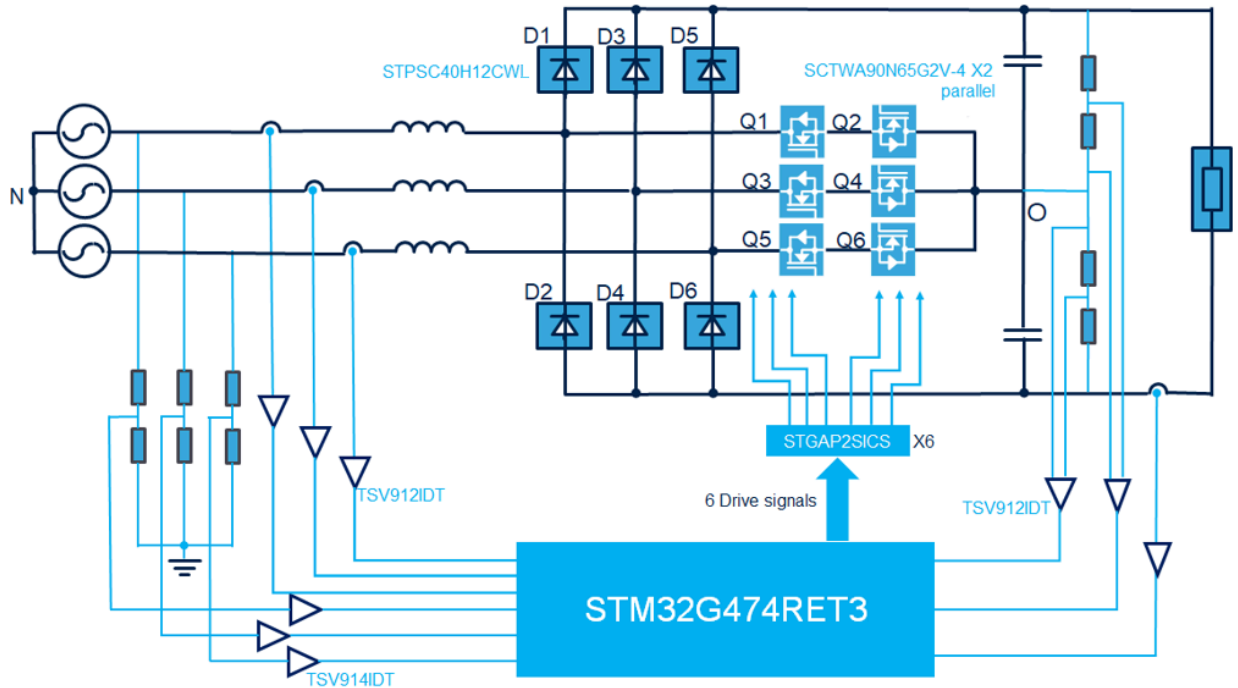 D1
D3
D5
STPSC40H12CWL
SCTWA90N65G2V-4 X2
parallel
Q1
Q2
N
Q3
Q4
O
Q5
Q6
D2
D4
D6
STGAP2SICS
X6
6 Drive signals
TSV912IDT
TSV912IDT
STM32G474RET3
TSV914IDT